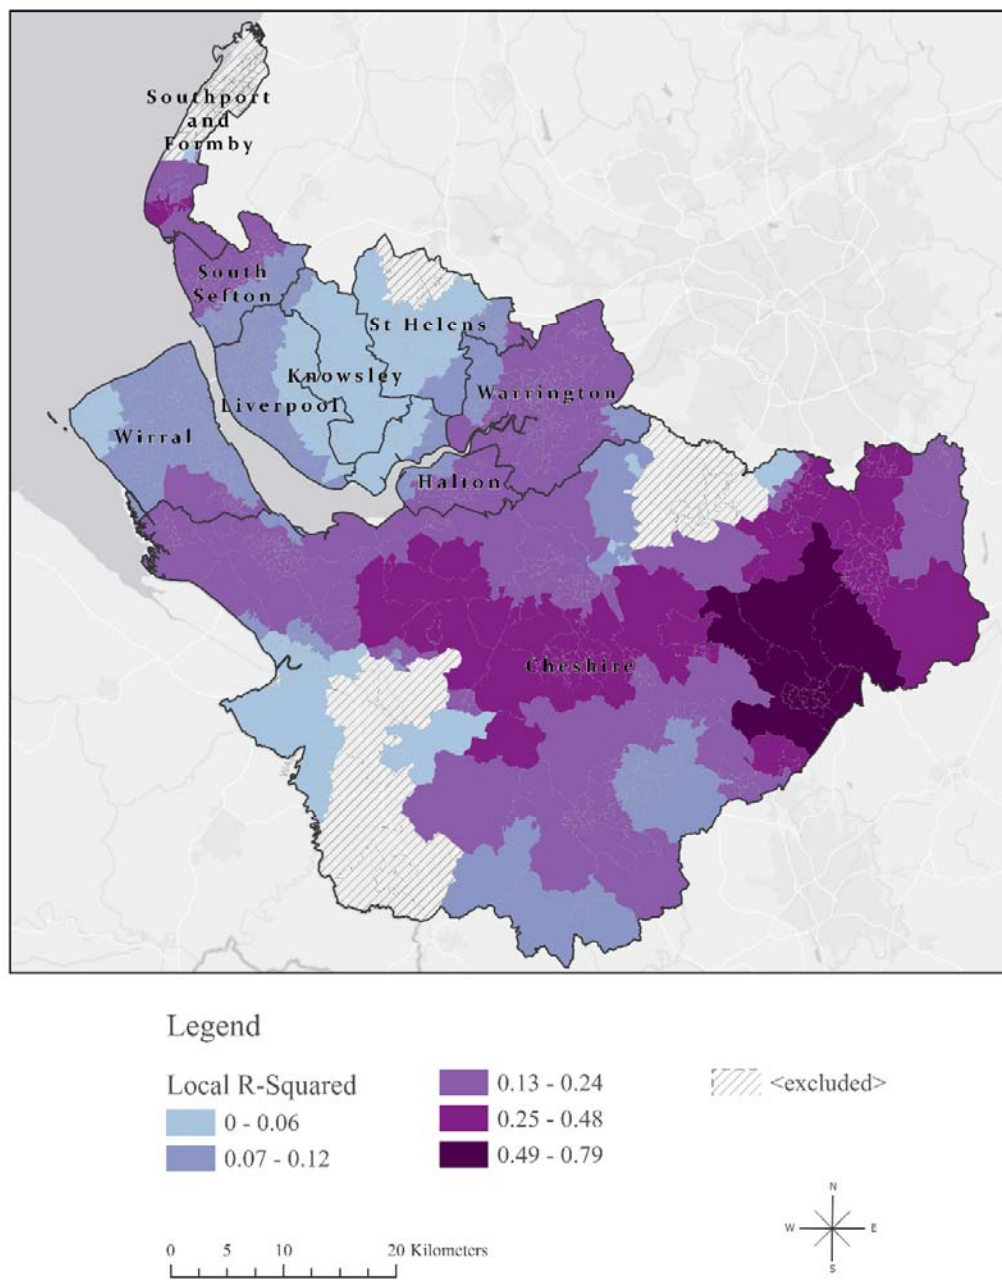 Southport
and
Formby
South
Sefton
St Helens
Knowsley
Liverpool
Warrington
Wirral
Halton
Cheshire
Legend
Local R-Squared
0 - 0.06
0.07 - 0.12
0.13 - 0.24
0.25 - 0.48
0.49 - 0.79
<excluded>
0 5 10 20 Kilometers
N
W E
S